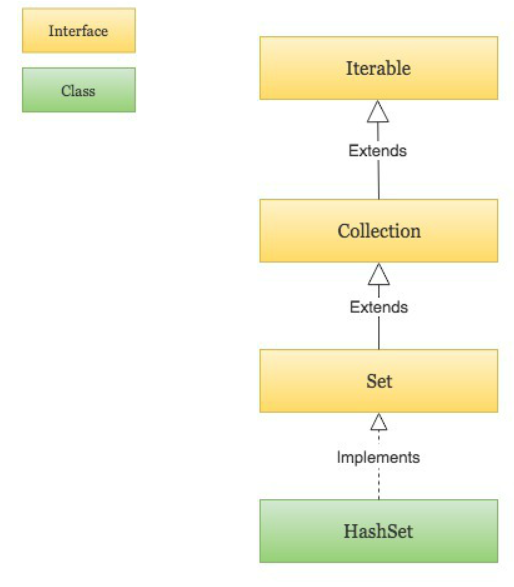 Interface
Class
Iterable
Extends
Collection
Extends
Set
Implements
HashSet